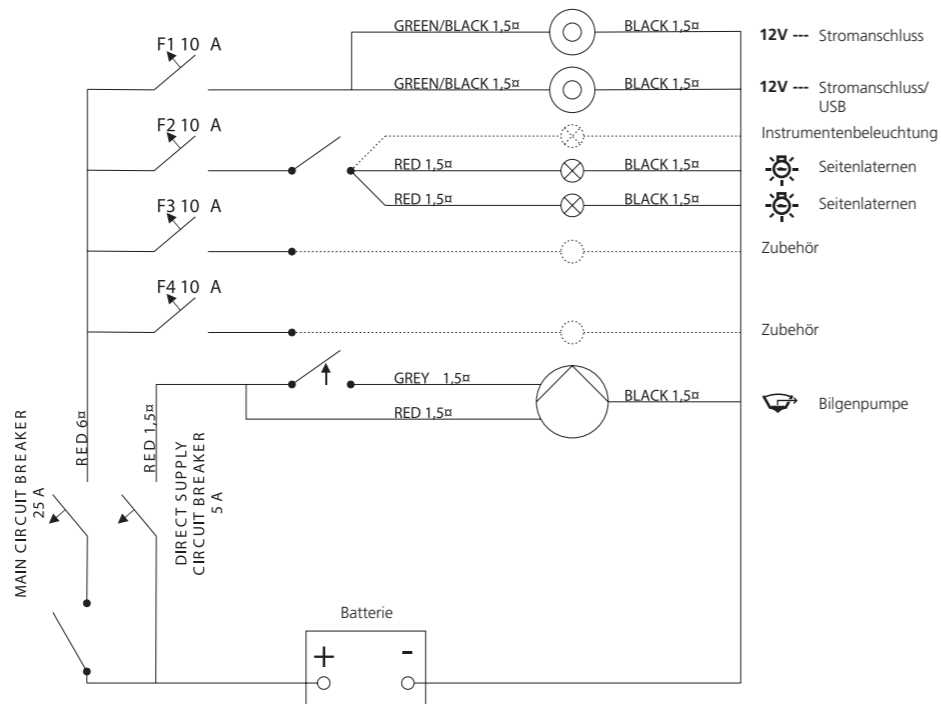 F1 10 A
GREEN/BLACK 1,5¤
BLACK 1,5¤
12V --- Stromanschluss
GREEN/BLACK 1,5¤
BLACK 1,5¤
12V --- Stromanschluss/
USB
F2 10 A
Instrumentenbeleuchtung
RED 1,5¤
BLACK 1,5¤
Seitenlaternen
RED 1,5¤
BLACK 1,5¤
Seitenlaternen
F3 10 A
Zubehör
F4 10 A
Zubehör
GREY 1,5¤
RED 1,5¤
BLACK 1,5¤
Bilgenpumpe
MAIN CIRCUIT BREAKER
25 A
RED 6¤
RED 1,5¤
DIRECT SUPPLY
CIRCUIT BREAKER
5 A
Batterie
+ -